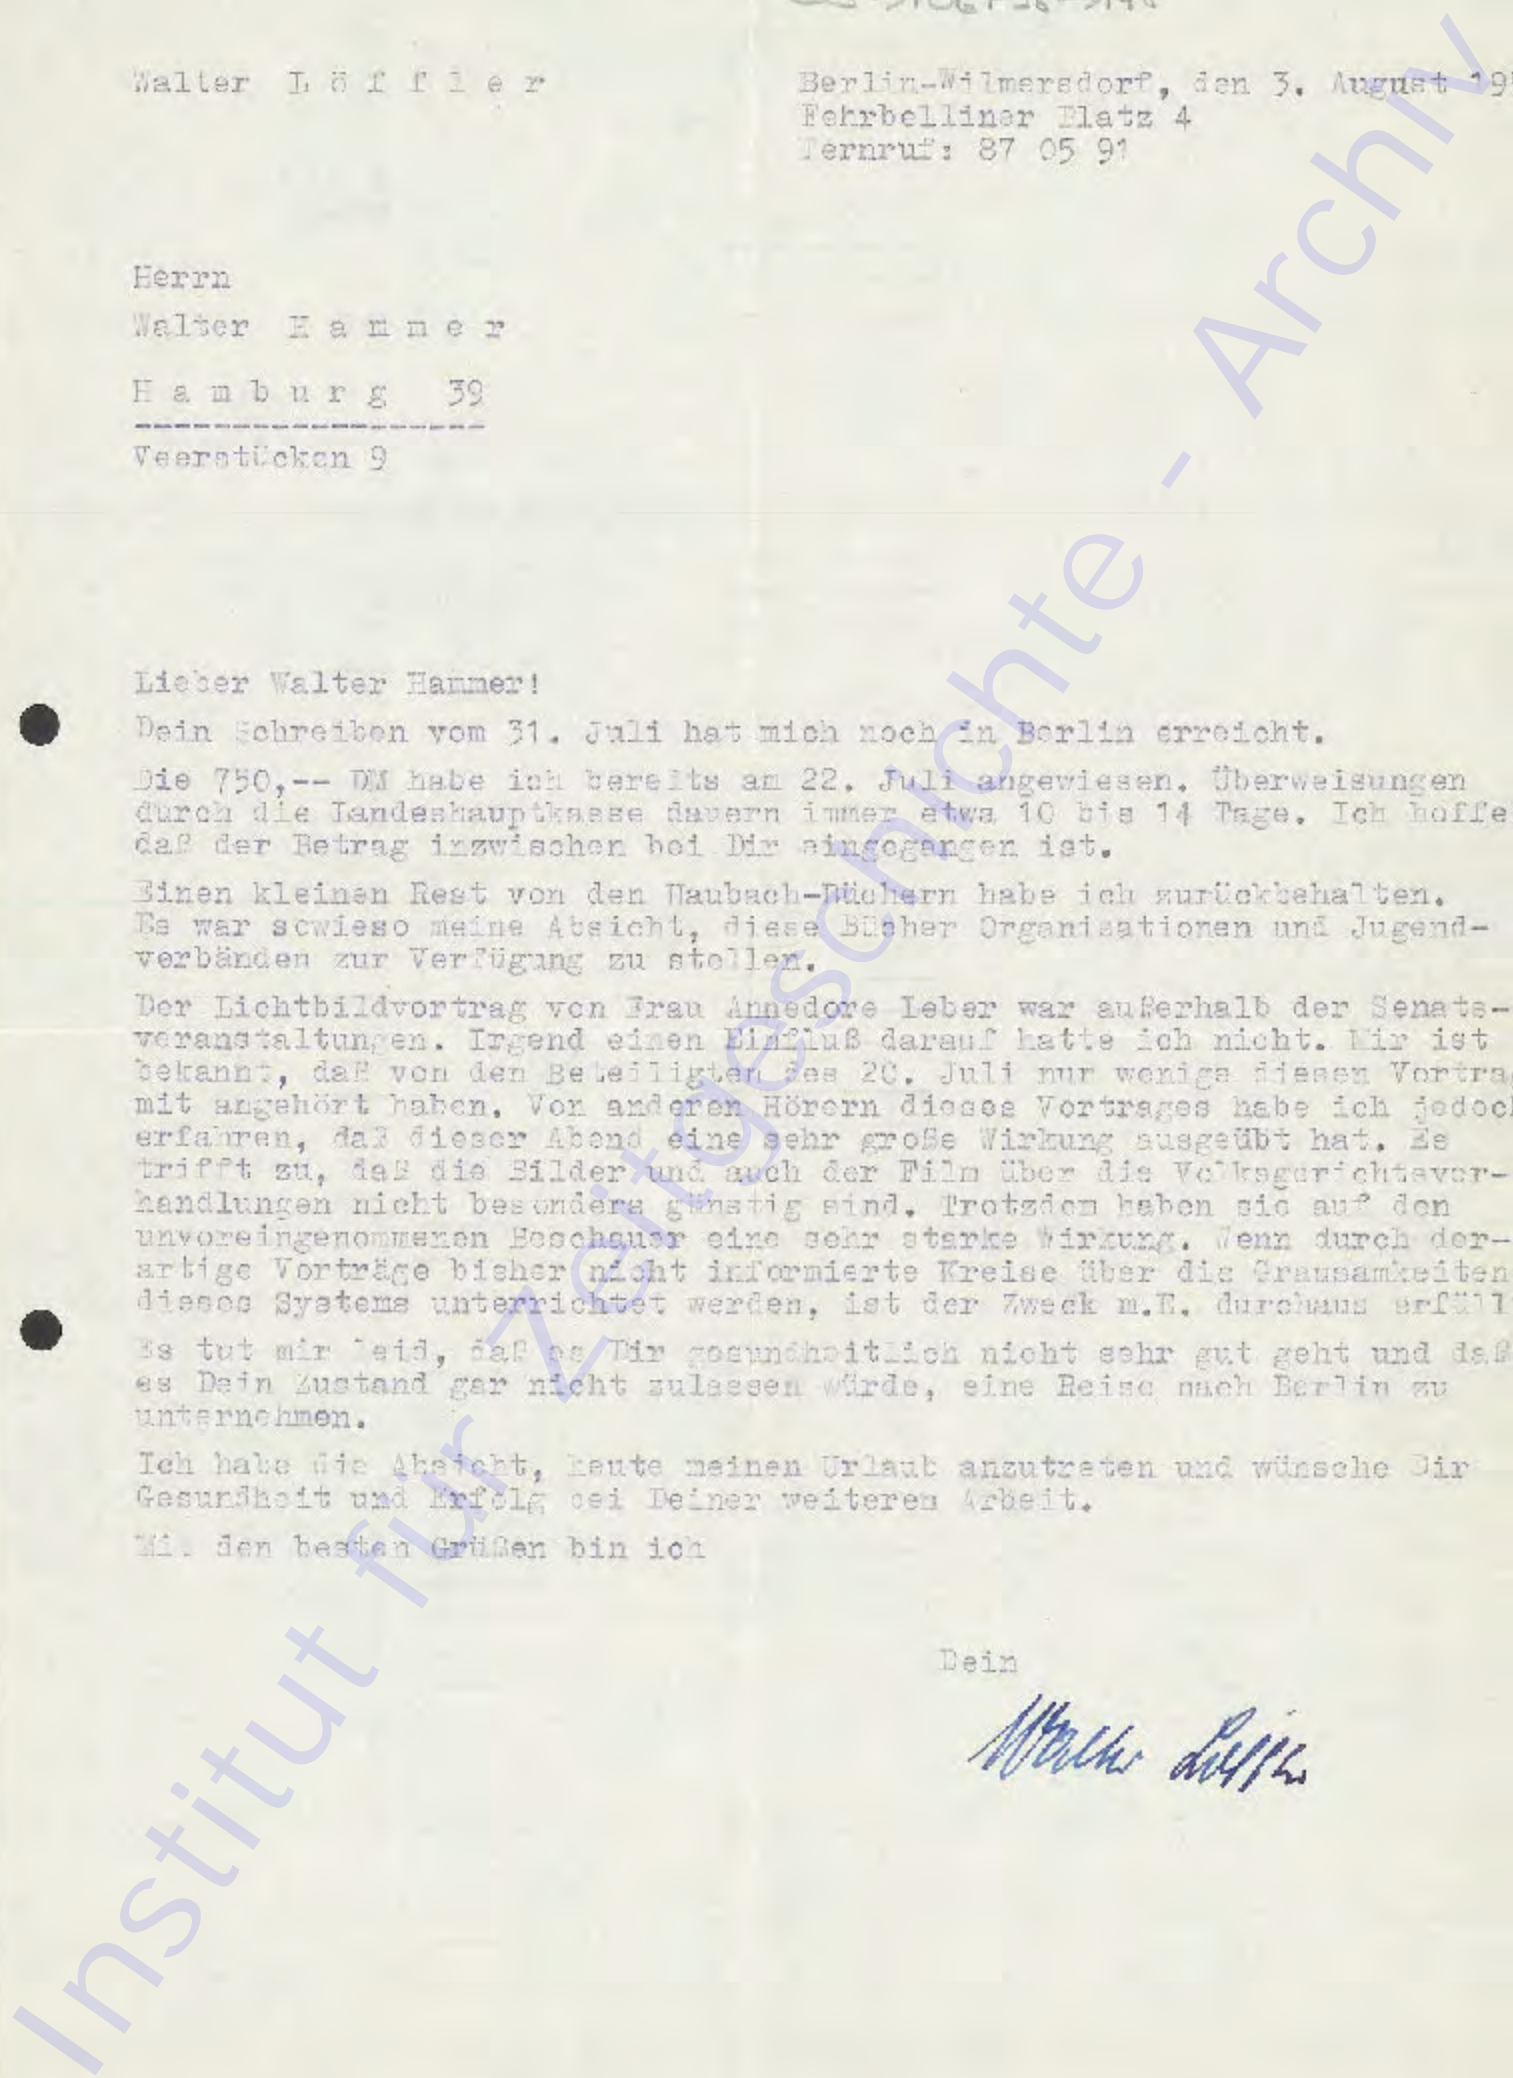 Walter L ö f f l e r
Berlin-Wilmersdorf, den 3. August 195
Fehrbelliner Platz 4
Fernruf: 87 05 91
Herrn
Walter H a m m e r
H a m b u r g 39
Veerstücken 9
Lieber Walter Hammer!
Dein Schreiben vom 31. Juli hat mich noch in Berlin erreicht.
Die 750,-- DM habe ich bereits am 22. Juli angewiesen. Überweisungen
durch die Landeshauptkasse dauern immer etwa 10 bis 14 Tage. Ich hoffe
daß der Betrag inzwischen bei Dir eingegangen ist.
Einen kleinen Rest von den Haubach-Büchern habe ich zurückbehalten.
Es war sowieso meine Absicht, diese Bücher Organisationen und Jugend-
verbänden zur Verfügung zu stellen.
Der Lichtbildvortrag von Frau Annedore Leber war außerhalb der Senats-
veranstaltungen. Irgend einen Einfluß darauf hatte ich nicht. Mir ist
bekannt, daß von den Beteiligten des 20. Juli nur wenige diesen Vortrag
mit angehört haben. Von anderen Hörern dieses Vortrages habe ich jedoch
erfahren, daß dieser Abend eine sehr große Wirkung ausgeübt hat. Es
trifft zu, daß die Bilder und auch der Film über die Volksgerichtsver-
handlungen nicht besonders günstig sind. Trotzdem haben sie auf den
unvoreingenommenen Beschauer eine sehr starke Wirkung. Wenn durch der-
artige Vorträge bisher nicht informierte Kreise über die Grausamkeiten
dieses Systems unterrichtet werden, ist der Zweck m.E. durchaus erfüll
Es tut mir leid, daß es Dir gesundheitlich nicht sehr gut geht und daß
es Dein Zustand gar nicht zulassen würde, eine Reise nach Berlin zu
unternehmen.
Ich habe die Absicht, heute meinen Urlaub anzutreten und wünsche Dir
Gesundheit und Erfolg bei Deiner weiteren Arbeit.
Mit den besten Grüßen bin ich
Dein
Walter Löffler
Institut für Zeitgeschichte - Archiv